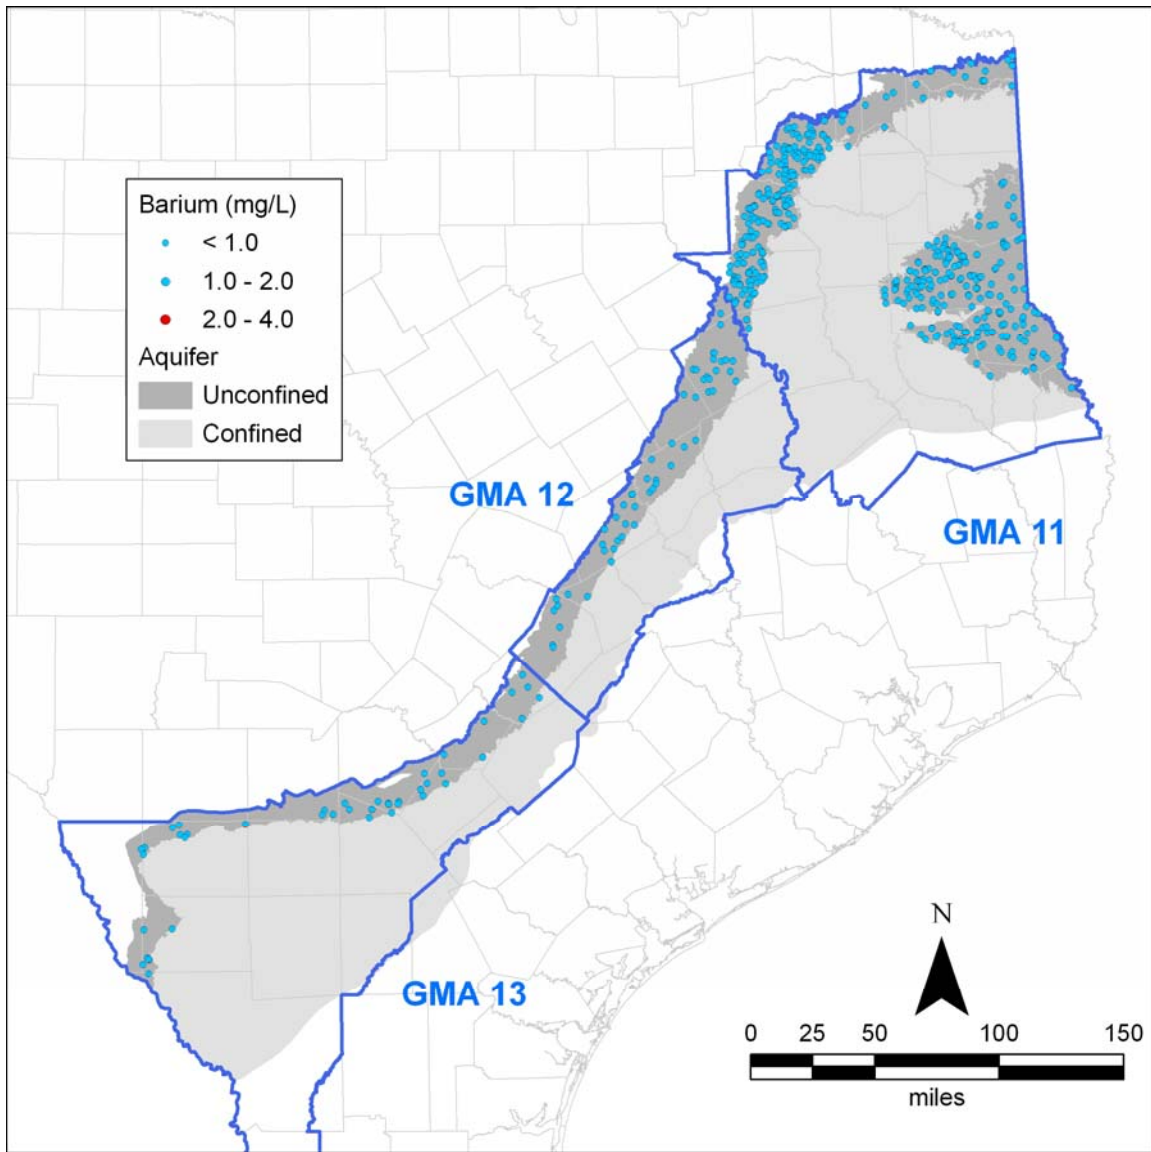 Barium (mg/L)
< 1.0
1.0 - 2.0
2.0 - 4.0
Aquifer
Unconfined
Confined
GMA 12
GMA 11
GMA 13
N
0 25 50 100 150
miles